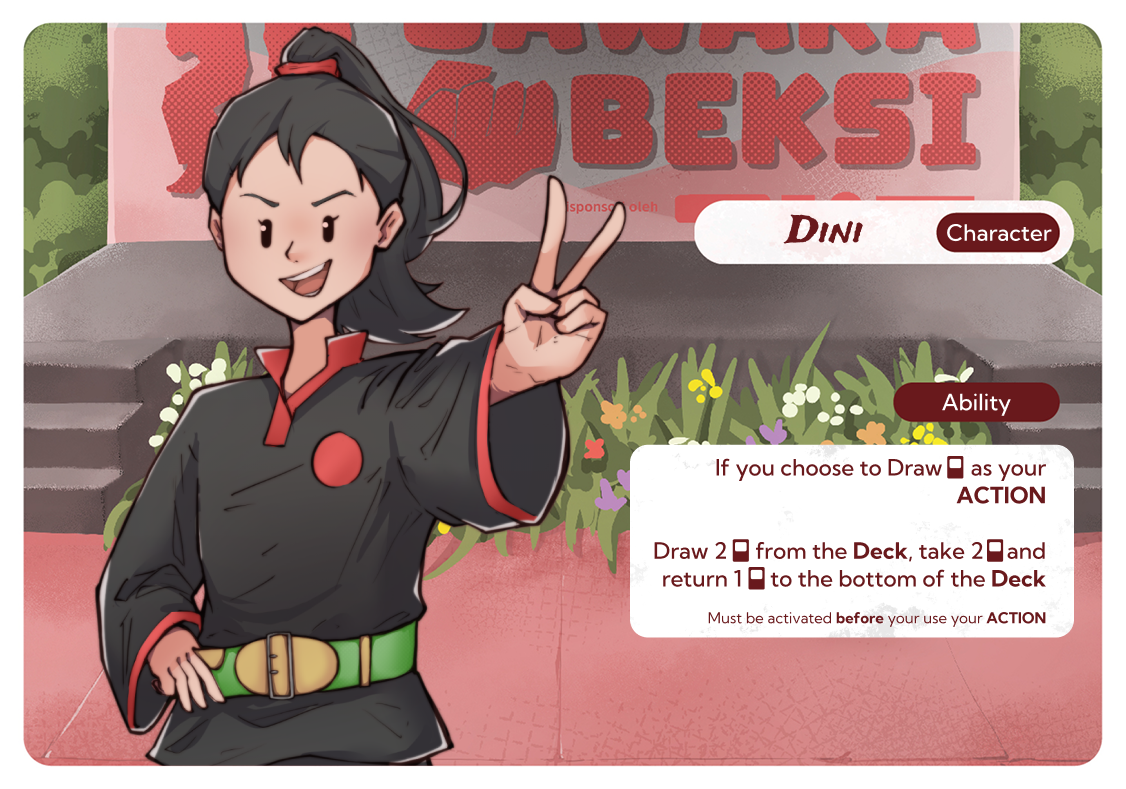 BEKSI
oleh
DINI
Character
Ability
If you choose to Draw as your
ACTION
Draw 2 from the Deck, take 2 and
return 1 to the bottom of the Deck
Must be activated before your use your ACTION